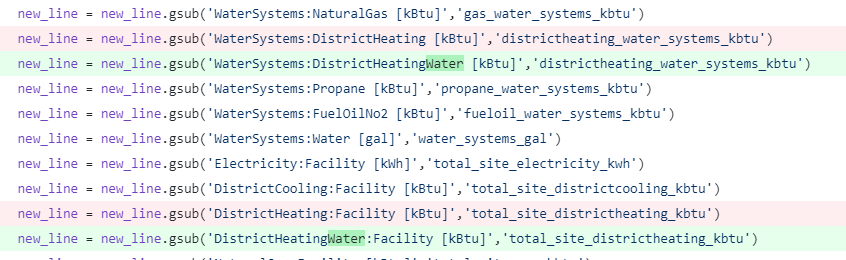 new_line = new_line.gsub('WaterSystems:NaturalGas [kBtu]','gas_water_systems_kbtu')
new_line = new_line.gsub('WaterSystems:DistrictHeating [kBtu]','districtheating_water_systems_kbtu')
new_line = new_line.gsub('WaterSystems:DistrictHeatingWater [kBtu]','districtheating_water_systems_kbtu')
new_line = new_line.gsub('WaterSystems:Propane [kBtu]','propane_water_systems_kbtu')
new_line = new_line.gsub('WaterSystems:FuelOilNo2 [kBtu]','fueloil_water_systems_kbtu')
new_line = new_line.gsub('WaterSystems:Water [gal]','water_systems_gal')
new_line = new_line.gsub('Electricity:Facility [kWh]','total_site_electricity_kwh')
new_line = new_line.gsub('DistrictCooling:Facility [kBtu]','total_site_districtcooling_kbtu')
new_line = new_line.gsub('DistrictHeating:Facility [kBtu]','total_site_districtheating_kbtu')
new_line = new_line.gsub('DistrictHeatingWater:Facility [kBtu]','total_site_districtheating_kbtu')